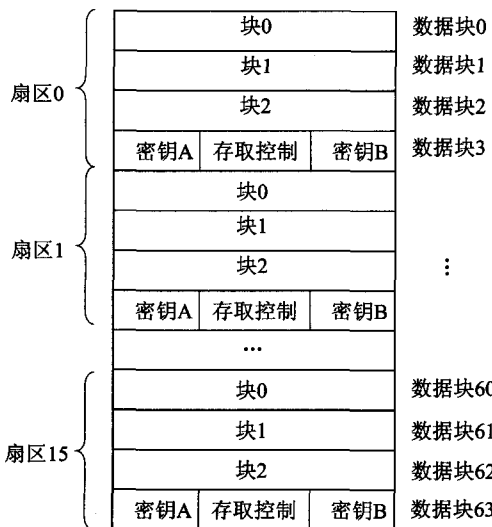 块0 数据块0
块1 数据块1
扇区0
块2 数据块2
密钥A 存取控制 密钥B 数据块3
块0
块1
扇区1
块2 ⋮
密钥A 存取控制 密钥B
…
块0 数据块60
块1 数据块61
扇区15
块2 数据块62
密钥A 存取控制 密钥B 数据块63